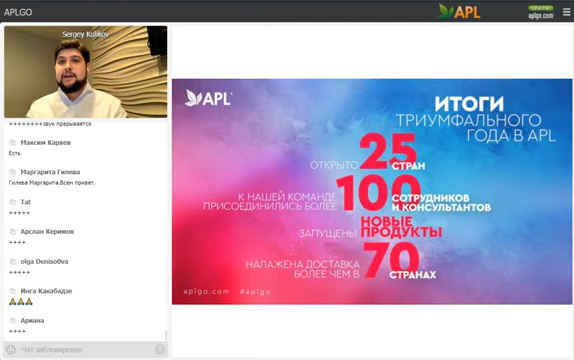 APLGO
APL
aplgo.com
Sergey Kulikov
++++++++звук прерывается
Максим Каряев
Есть
Маргарита Гилева
Гилева Маргарита.Всем привет.
Tat
+++++
Арслан Керимов
++++
olga Deniso0va
+++++
Инга Какабадзе
🙏🙏🙏
Ариана
++++
Чат заблокирован
APL
ИТОГИ
ТРИУМФАЛЬНОГО
ГОДА В APL
ОТКРЫТО 25 СТРАН
К НАШЕЙ КОМАНДЕ
ПРИСОЕДИНИЛИСЬ БОЛЕЕ 100 СОТРУДНИКОВ
И КОНСУЛЬТАНТОВ
ЗАПУЩЕНЫ НОВЫЕ
ПРОДУКТЫ
НАЛАЖЕНА ДОСТАВКА
БОЛЕЕ ЧЕМ В 70 СТРАНАХ
aplgo.com #aplgo